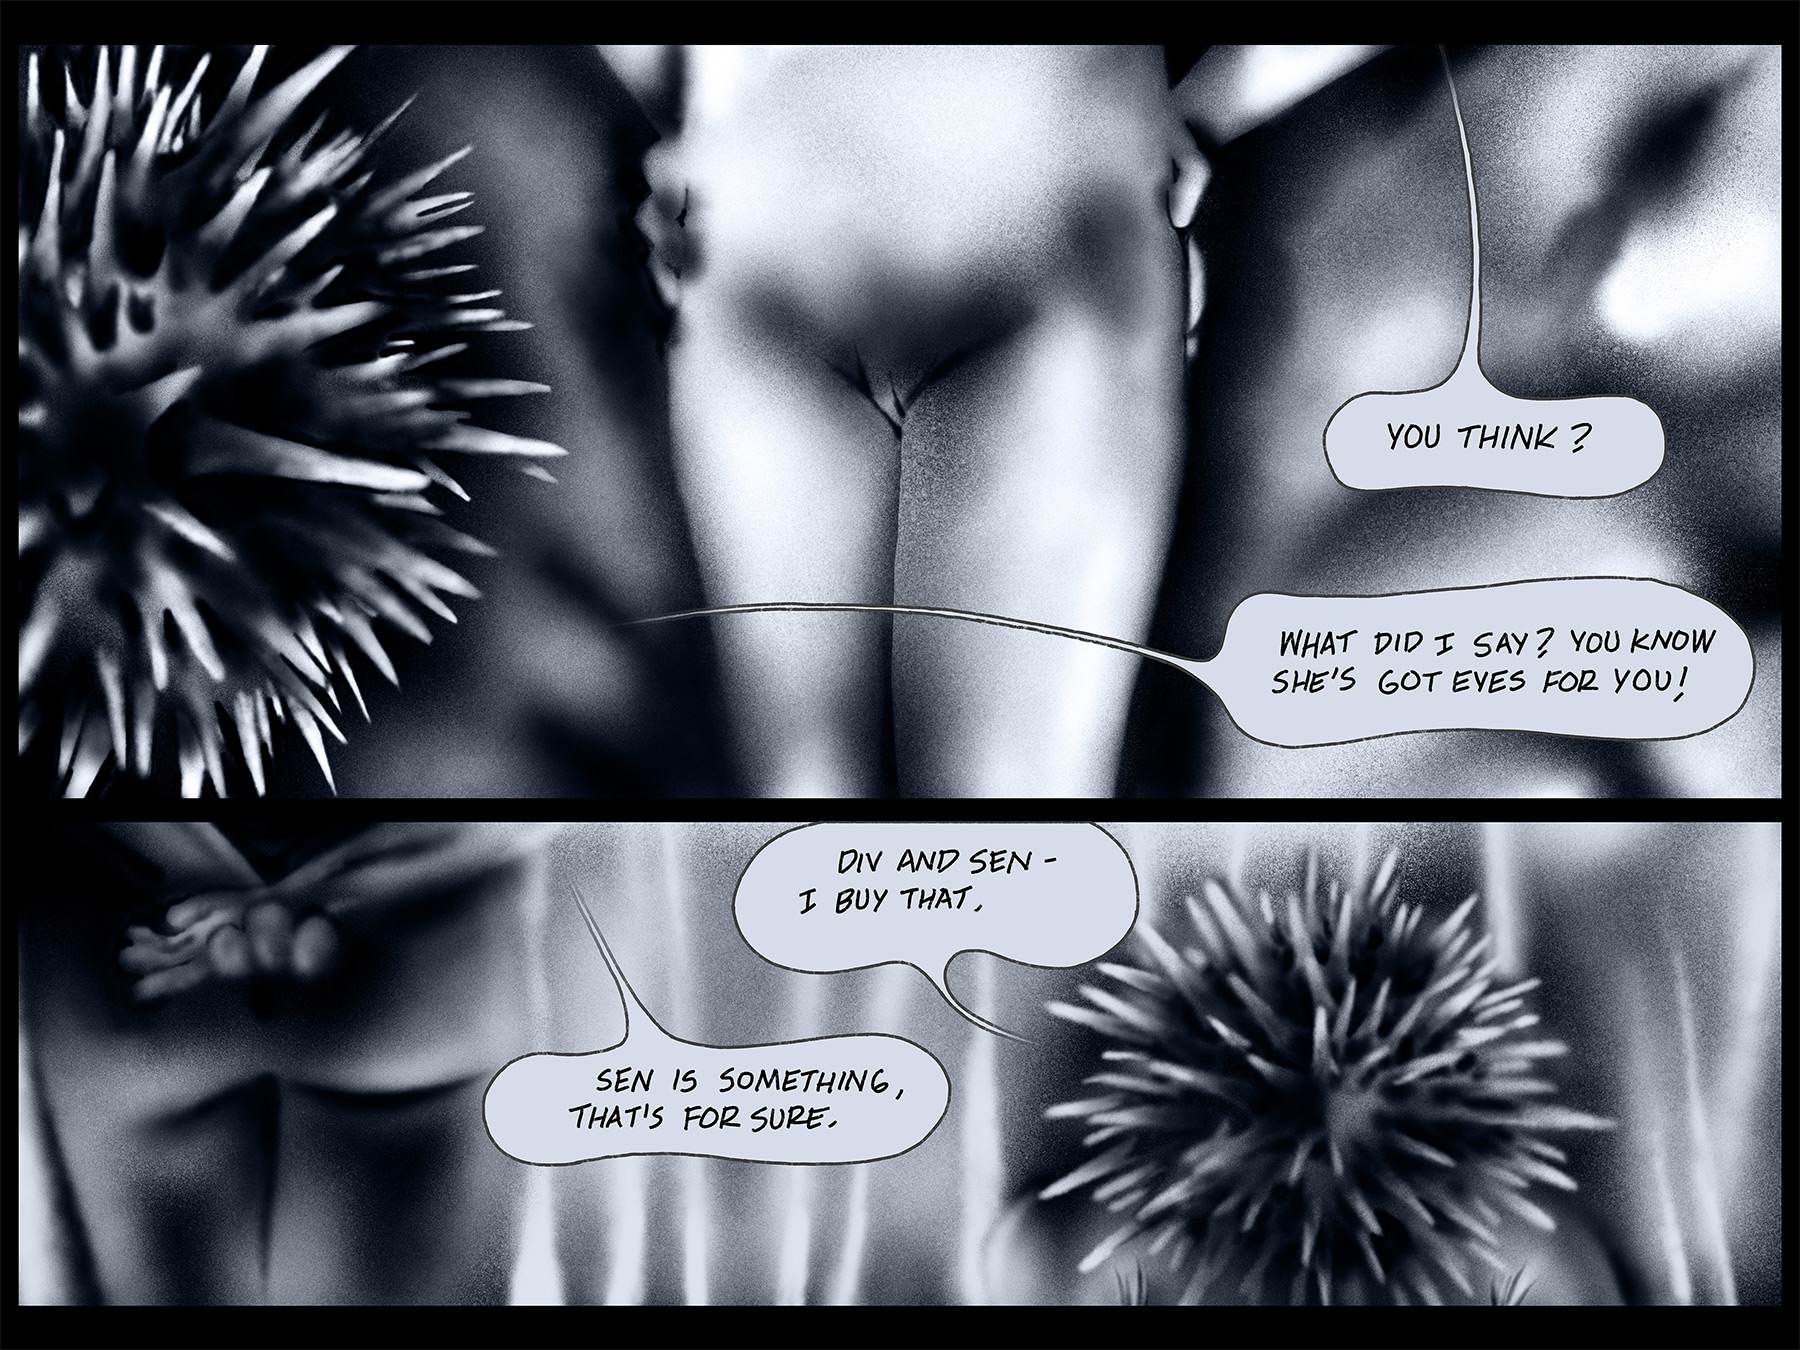 YOU THINK?
WHAT DID I SAY? YOU KNOW
SHE'S GOT EYES FOR YOU!
DIV AND SEN -
I BUY THAT.
SEN IS SOMETHING,
THAT'S FOR SURE.